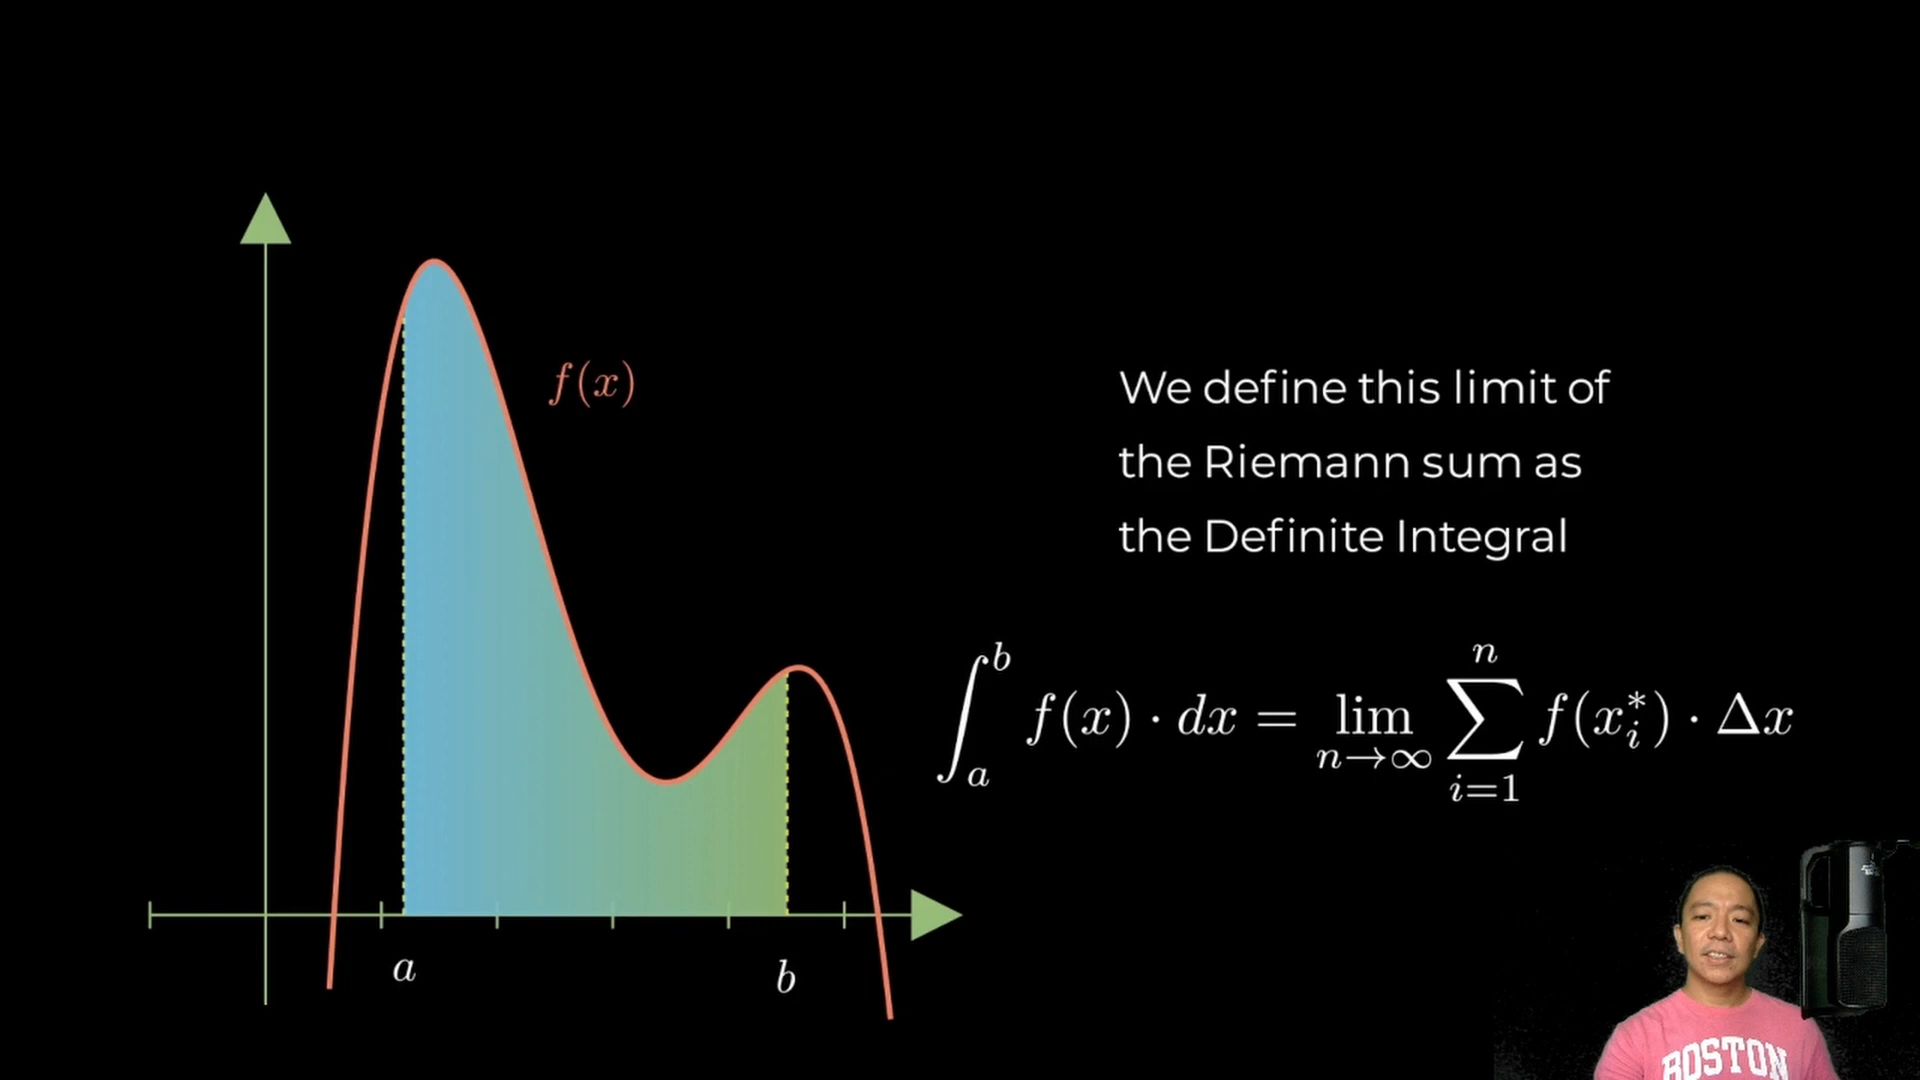 f(x)
We define this limit of
the Riemann sum as
the Definite Integral
∫_a^b f(x) · dx = lim_{n→∞} ∑_{i=1}^n f(x_i^*) · Δx
a
b
BOSTON